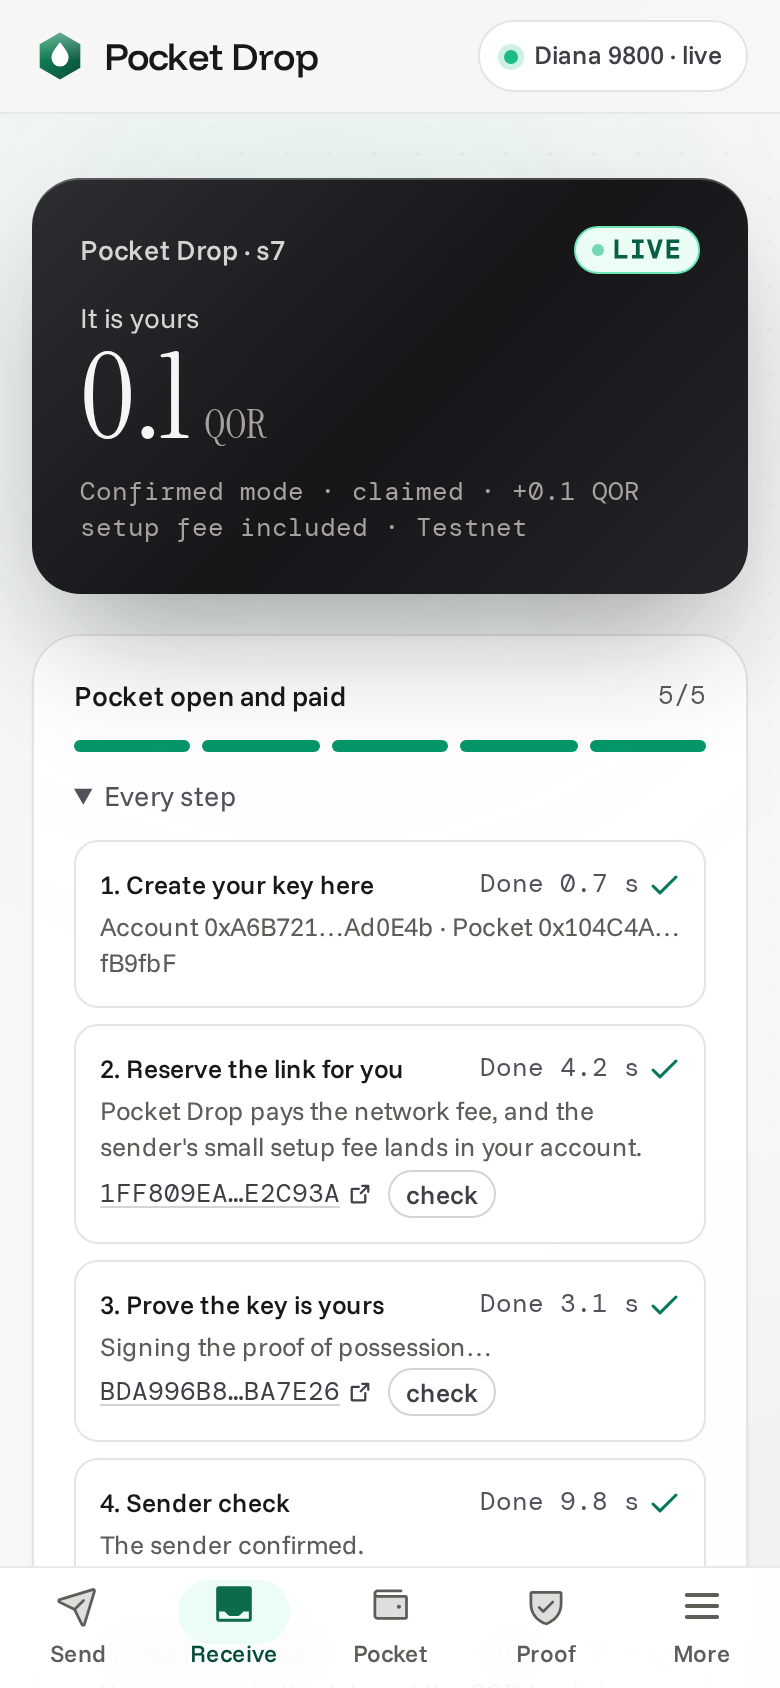 Pocket Drop
Diana 9800 · live
Pocket Drop · s7
LIVE
It is yours
0.1 QOR
Confirmed mode · claimed · +0.1 QOR
setup fee included · Testnet
Pocket open and paid
5/5
▼ Every step
1. Create your key here
Done 0.7 s
Account 0xA6B721…Ad0E4b · Pocket 0x104C4A…
fB9fbF
2. Reserve the link for you
Done 4.2 s
Pocket Drop pays the network fee, and the
sender's small setup fee lands in your account.
1FF809EA…E2C93A
check
3. Prove the key is yours
Done 3.1 s
Signing the proof of possession…
BDA996B8…BA7E26
check
4. Sender check
Done 9.8 s
The sender confirmed.
Send
Receive
Pocket
Proof
More